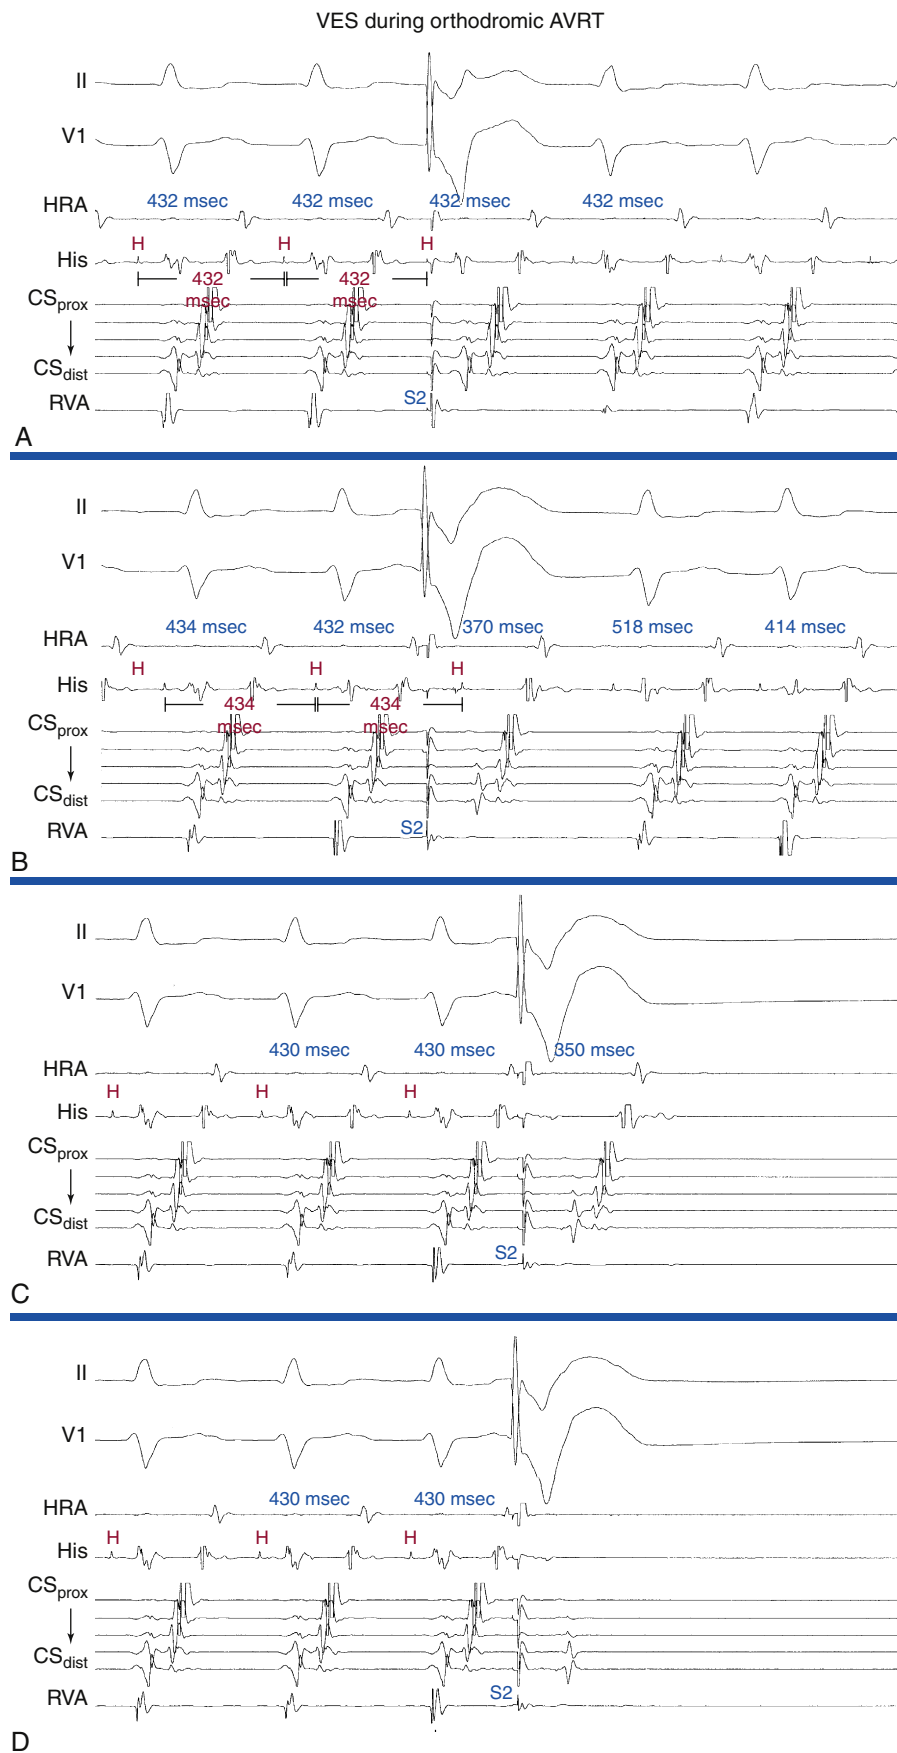 VES during orthodromic AVRT
II
V1
HRA 432 msec 432 msec 432 msec 432 msec
H H H
His
432 msec 432 msec
CSprox
CSdist
S2
RVA
A
II
V1
HRA 434 msec 432 msec 370 msec 518 msec 414 msec
H H H
His
434 msec 434 msec
CSprox
CSdist
S2
RVA
B
II
V1
430 msec 430 msec 350 msec
HRA
H H H
His
CSprox
CSdist
S2
RVA
C
II
V1
HRA 430 msec 430 msec
H H H
His
CSprox
CSdist
S2
RVA
D